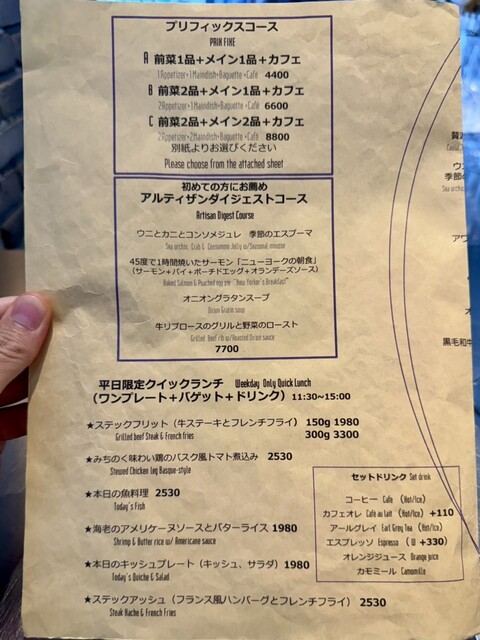 プリフィックスコース
PRIX FIXE
A 前菜1品+メイン1品+カフェ
1Appetizer+1Maindish+Baguette +Café 4400
B 前菜2品+メイン1品+カフェ
2Appetizer+1Maindish+Baguette +Café 6600
C 前菜2品+メイン2品+カフェ
2Appetizer+2Maindish+Baguette +Café 8800
別紙よりお選びください
Please choose from the attached sheet
初めての方にお薦め
アルティザンダイジェストコース
Artisan Digest Course
ウニとカニとコンソメジュレ 季節のエスプーマ
Sea urchin, Crab & Consomme Jelly w/Seasonal mousse
45度で1時間焼いたサーモン「ニューヨークの朝食」
(サーモン+パイ+ポーチドエッグ+オランデーズソース)
Baked Salmon & Poached egg pie "New Yorker's Breakfast"
オニオングラタンスープ
Onion Gratin soup
牛リブロースのグリルと野菜のロースト
Grilled Beef rib w/Roasted Onion sauce
7700
平日限定クイックランチ Weekday Only Quick Lunch
(ワンプレート+バゲット+ドリンク) 11:30~15:00
★ステックフリット(牛ステーキとフレンチフライ) 150g 1980
Grilled beef Steak & French fries 300g 3300
★みちのく味わい鶏のバスク風トマト煮込み 2530
Stewed Chicken Leg Basque-style
★本日の魚料理 2530
Today's Fish
★海老のアメリケーヌソースとバターライス 1980
Shrimp & Butter rice w/ Americane sauce
★本日のキッシュプレート(キッシュ、サラダ) 1980
Today's Quiche & Salad
★ステックアッシュ(フランス風ハンバーグとフレンチフライ) 2530
Steak Hache & French Fries
セットドリンク Set drink
コーヒー Café (Hot/Ice)
カフェオレ Café au lait (Hot/Ice) +110
アールグレイ Earl Grey Tea (Hot/Ice)
エスプレッソ Espresso (W +330)
オレンジジュース Orange juice
カモミール Camomille
季節の
アワ
黒毛和牛